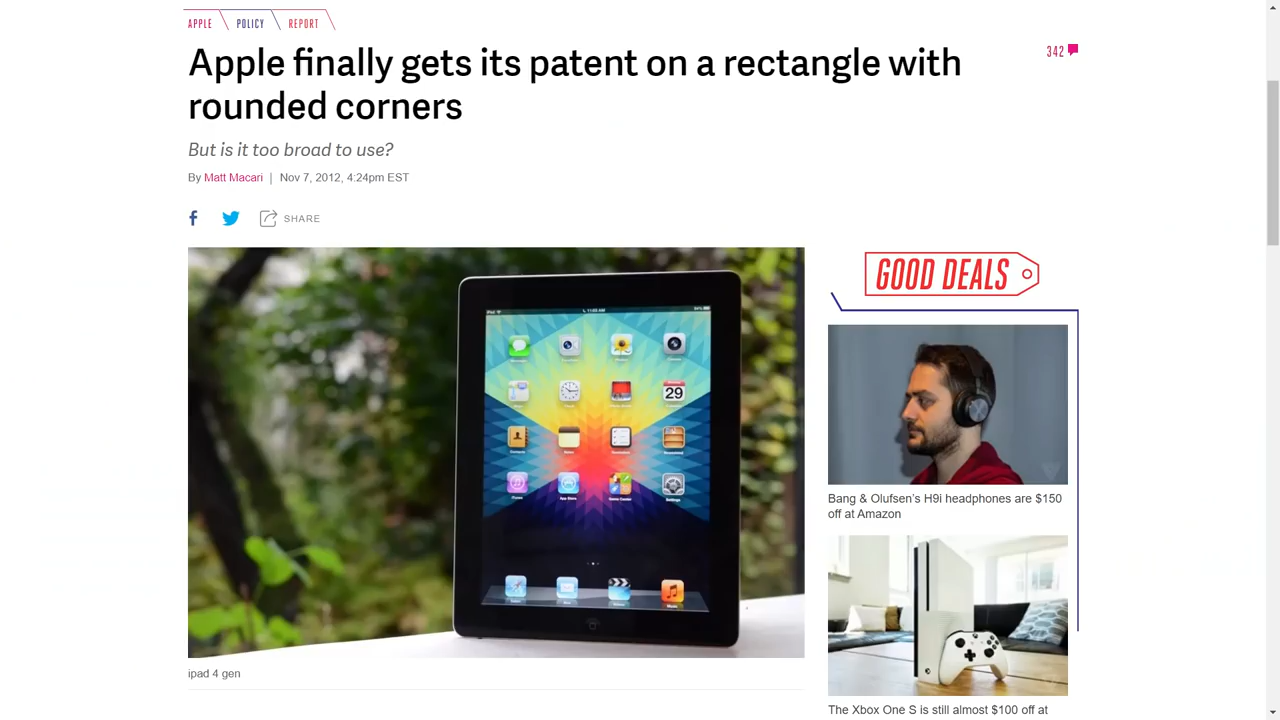 APPLE POLICY REPORT
Apple finally gets its patent on a rectangle with
rounded corners
342
But is it too broad to use?
By Matt Macari | Nov 7, 2012, 4:24pm EST
SHARE
GOOD DEALS
29
Bang & Olufsen’s H9i headphones are $150
off at Amazon
ipad 4 gen
The Xbox One S is still almost $100 off at